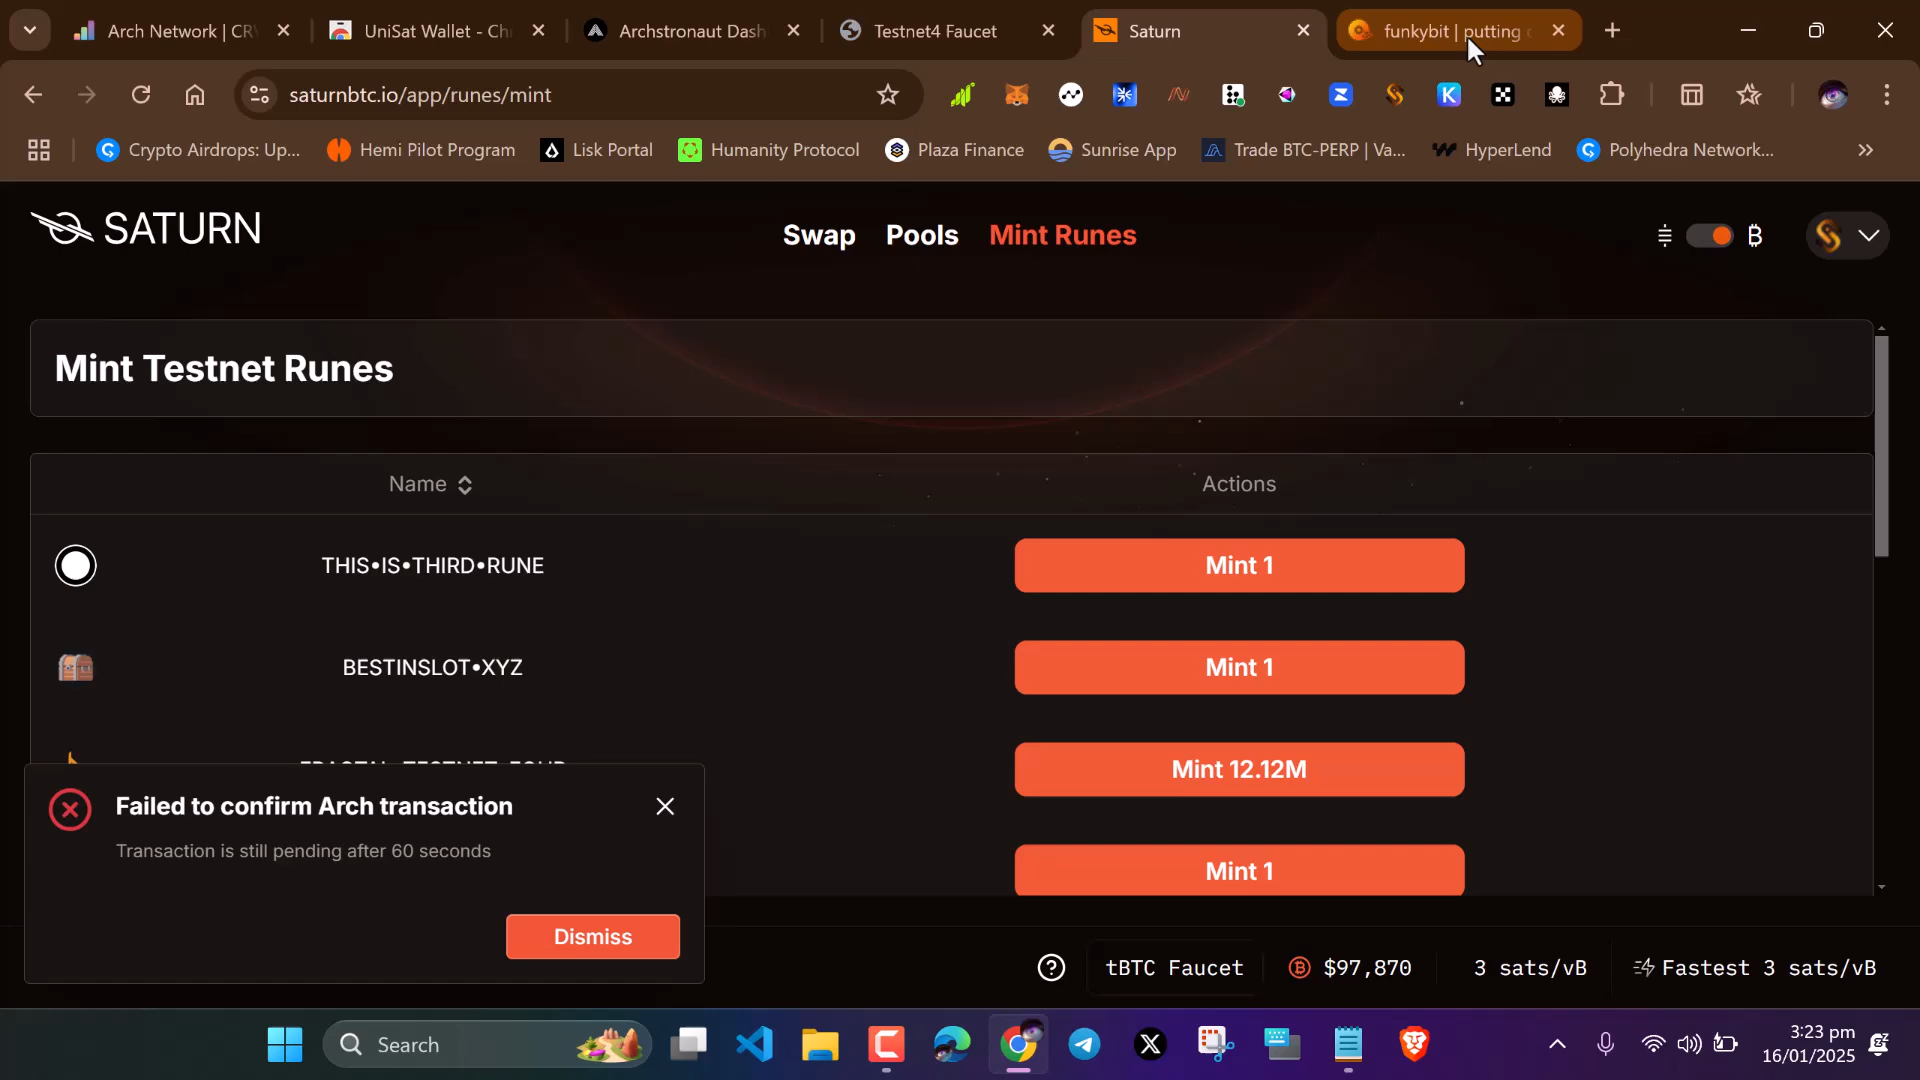 Arch Network | CR
UniSat Wallet - Ch
Archstronaut Dash
Testnet4 Faucet
Saturn
funkybit | putting
saturnbtc.io/app/runes/mint
Crypto Airdrops: Up...
Hemi Pilot Program
Lisk Portal
Humanity Protocol
Plaza Finance
Sunrise App
Trade BTC-PERP | Va...
HyperLend
Polyhedra Network...
SATURN
Swap
Pools
Mint Runes
Mint Testnet Runes
Name
Actions
THIS•IS•THIRD•RUNE
Mint 1
BESTINSLOT•XYZ
Mint 1
Mint 12.12M
Mint 1
Failed to confirm Arch transaction
Transaction is still pending after 60 seconds
Dismiss
tBTC Faucet
$97,870
3 sats/vB
Fastest 3 sats/vB
Search
3:23 pm
16/01/2025